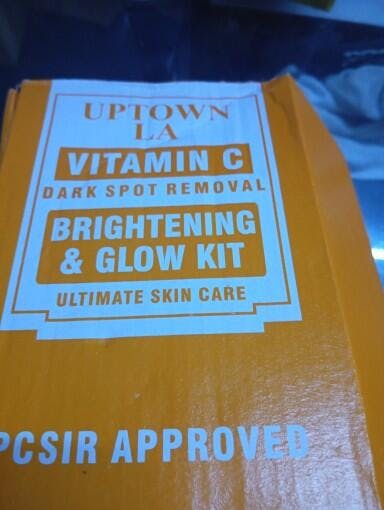 UPTOWN
LA
VITAMIN C
DARK SPOT REMOVAL
BRIGHTENING
& GLOW KIT
ULTIMATE SKIN CARE
PCSIR APPROVED